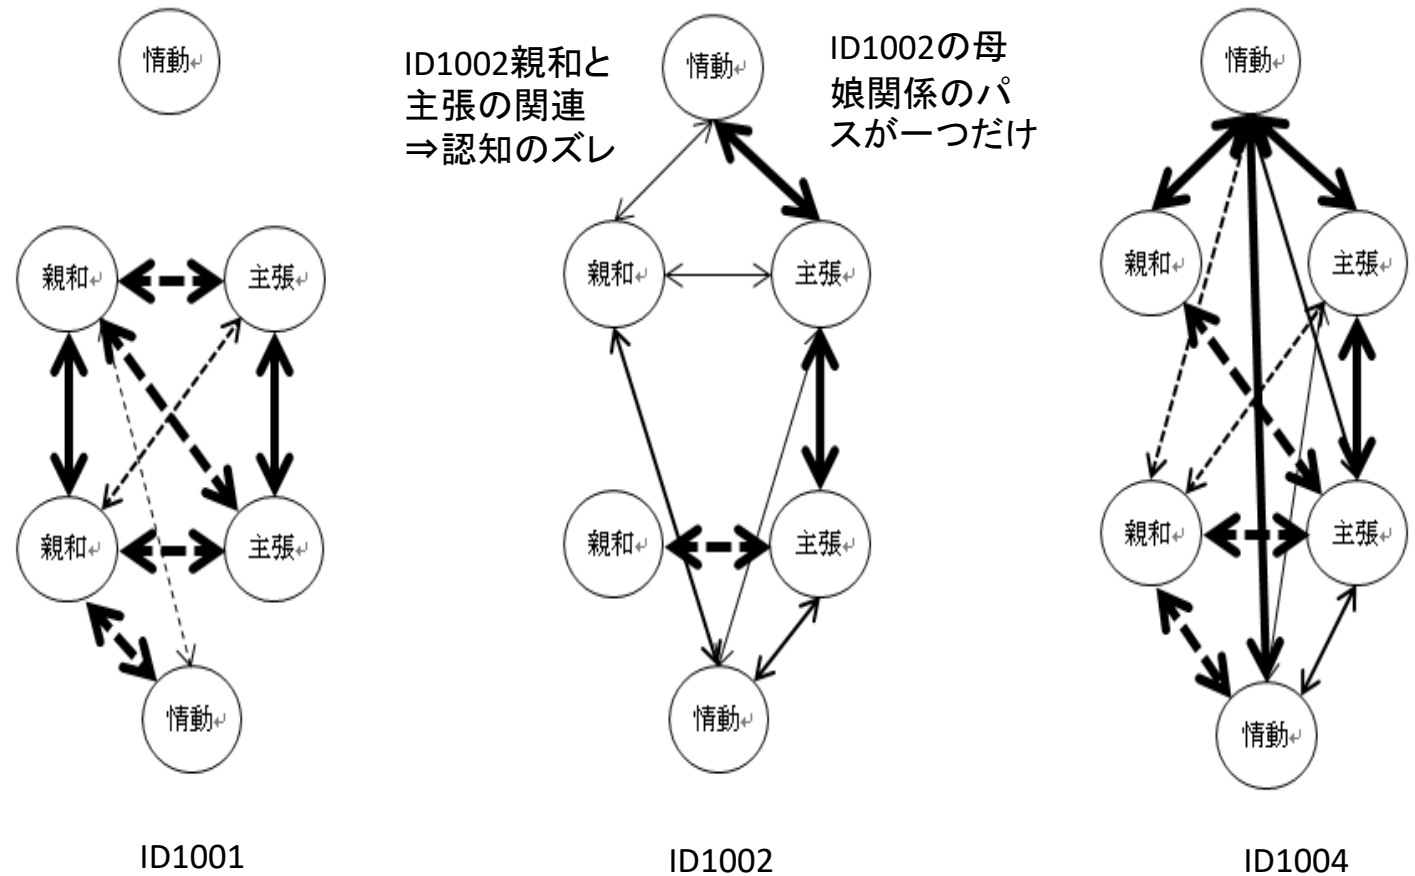 情動↵
ID1002親和と
主張の関連
⇒認知のズレ
情動↵
ID1002の母
娘関係のパ
スが一つだけ
情動↵
親和↵
主張↵
親和↵
主張↵
親和↵
主張↵
親和↵
主張↵
親和↵
主張↵
親和↵
主張↵
情動↵
情動↵
情動↵
ID1001
ID1002
ID1004